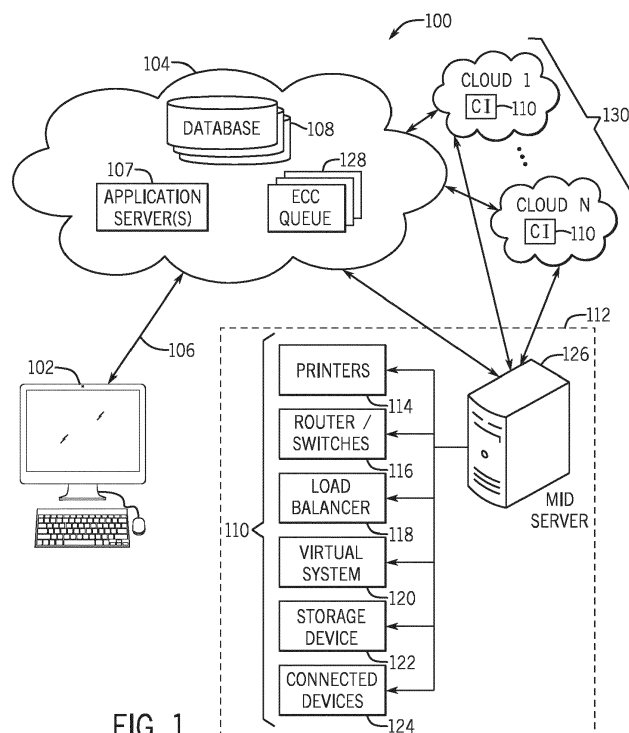 100
104
CLOUD 1
CI
110
130
DATABASE
108
107
128
APPLICATION
SERVER(S)
ECC
QUEUE
CLOUD N
CI
110
106
112
102
126
PRINTERS
114
ROUTER /
SWITCHES
116
LOAD
BALANCER
118
MID
SERVER
110
VIRTUAL
SYSTEM
120
STORAGE
DEVICE
122
CONNECTED
DEVICES
124
FIG. 1